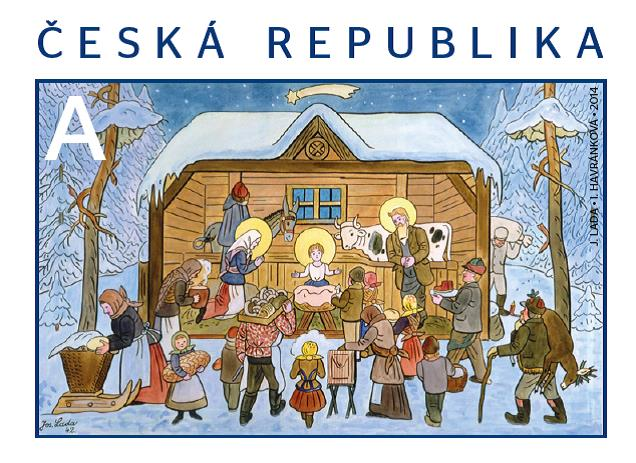 ČESKÁ REPUBLIKA
A
J. LADA • I. HAVRÁNKOVÁ • 2014
Jos. Lada
42